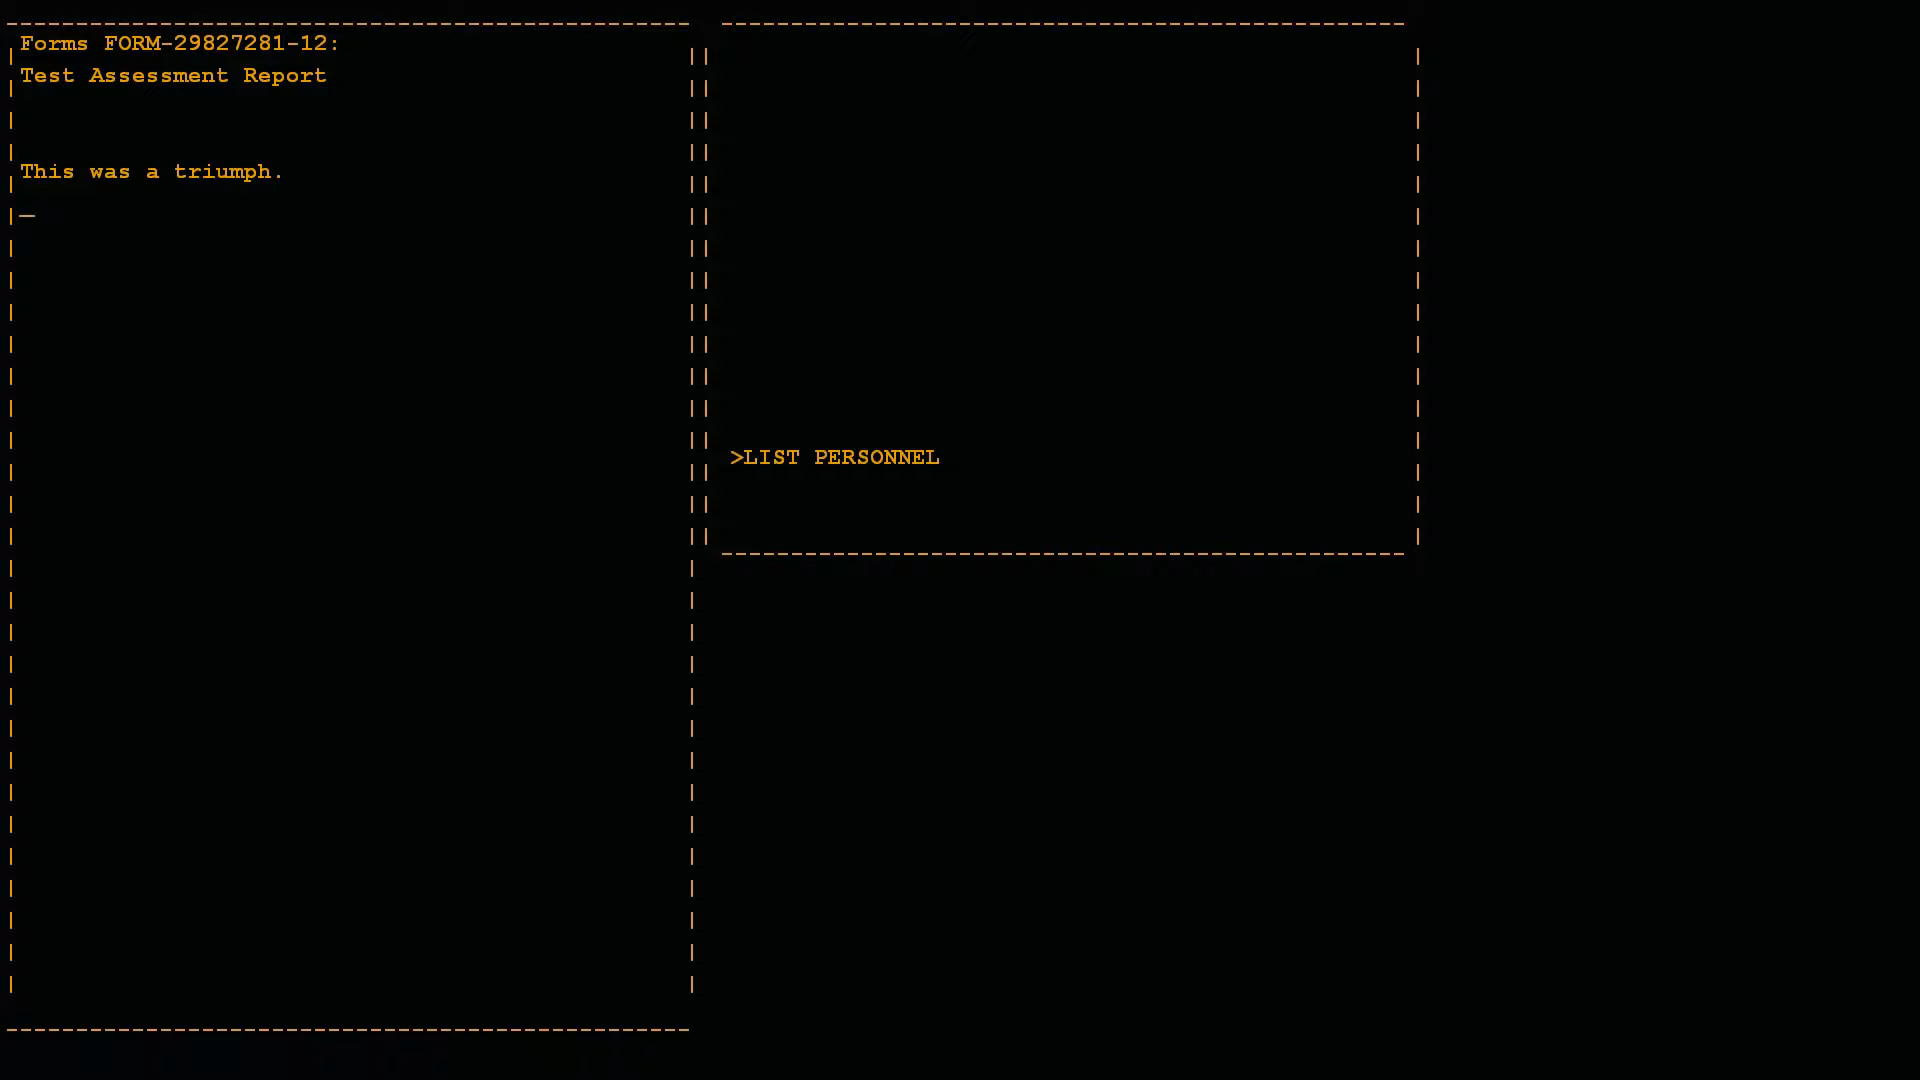 Forms FORM-29827281-12:
Test Assessment Report
This was a triumph.
>LIST PERSONNEL